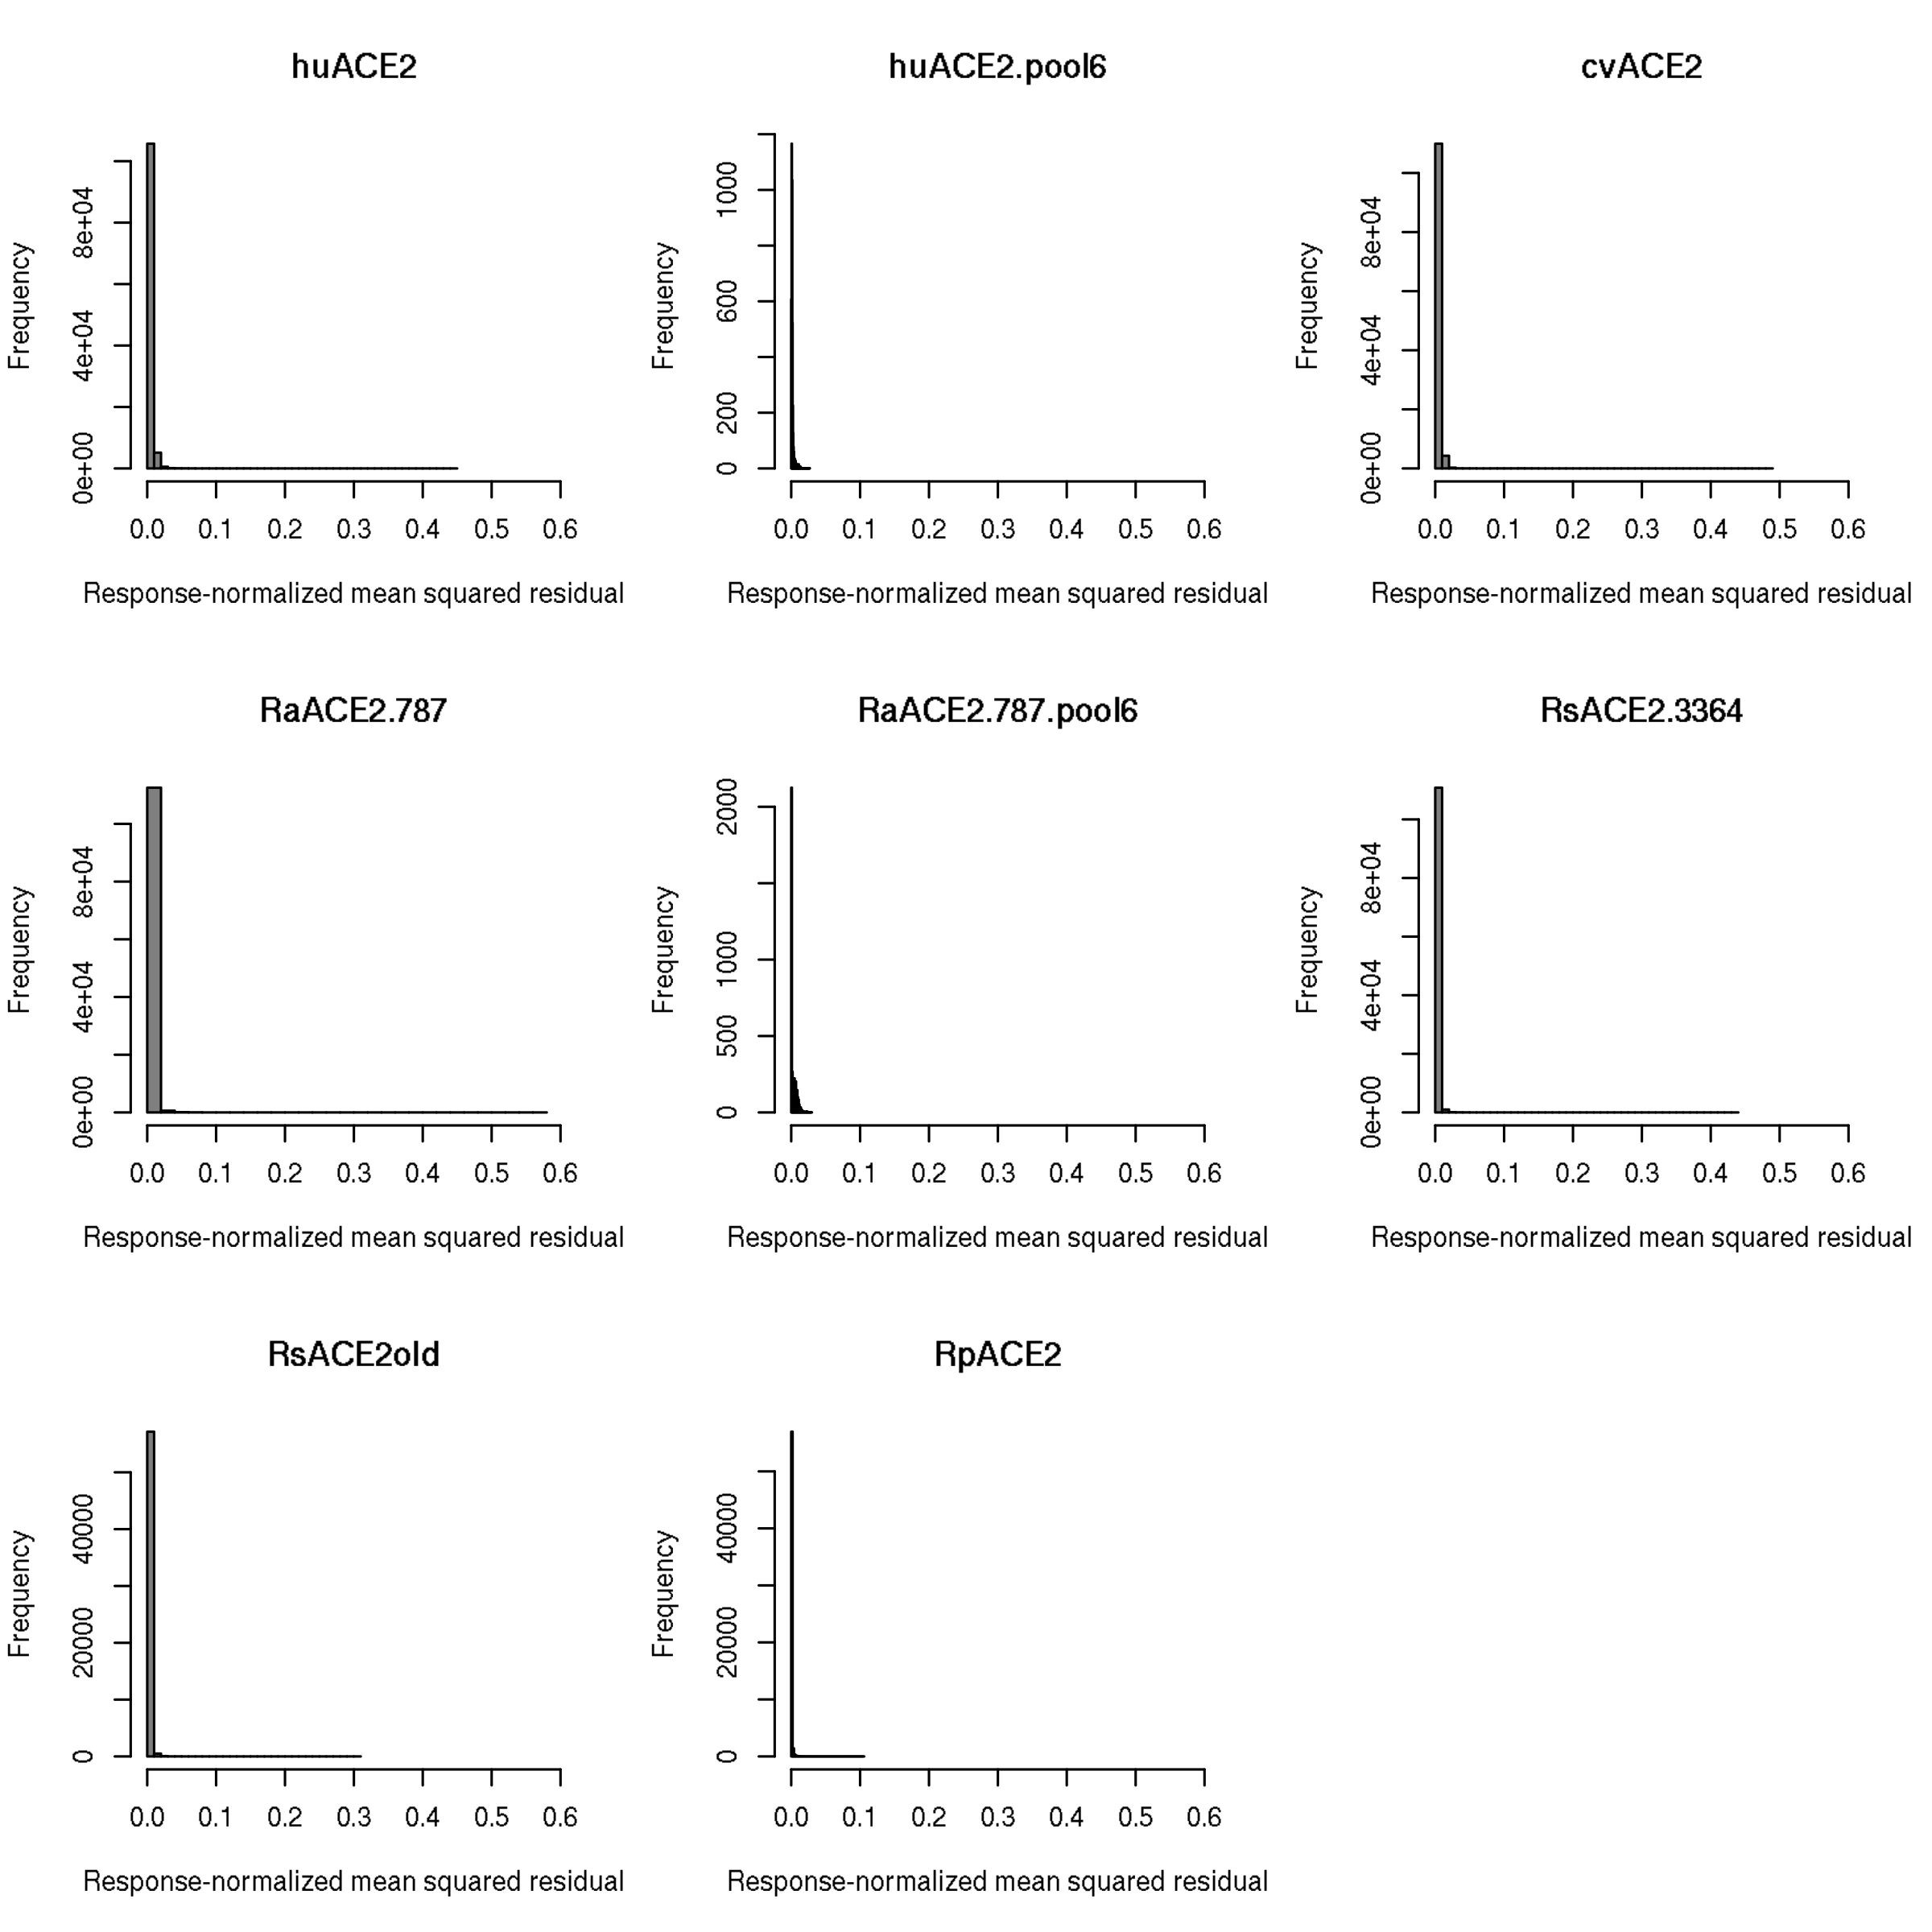 huACE2
huACE2.pool6
cvACE2
Frequency
0e+00 4e+04 8e+04
0.0 0.1 0.2 0.3 0.4 0.5 0.6
Response-normalized mean squared residual
Frequency
0 200 600 1000
0.0 0.1 0.2 0.3 0.4 0.5 0.6
Response-normalized mean squared residual
Frequency
0e+00 4e+04 8e+04
0.0 0.1 0.2 0.3 0.4 0.5 0.6
Response-normalized mean squared residual
RaACE2.787
RaACE2.787.pool6
RsACE2.3364
Frequency
0e+00 4e+04 8e+04
0.0 0.1 0.2 0.3 0.4 0.5 0.6
Response-normalized mean squared residual
Frequency
0 500 1000 2000
0.0 0.1 0.2 0.3 0.4 0.5 0.6
Response-normalized mean squared residual
Frequency
0e+00 4e+04 8e+04
0.0 0.1 0.2 0.3 0.4 0.5 0.6
Response-normalized mean squared residual
RsACE2old
RpACE2
Frequency
0 20000 40000
0.0 0.1 0.2 0.3 0.4 0.5 0.6
Response-normalized mean squared residual
Frequency
0 20000 40000
0.0 0.1 0.2 0.3 0.4 0.5 0.6
Response-normalized mean squared residual